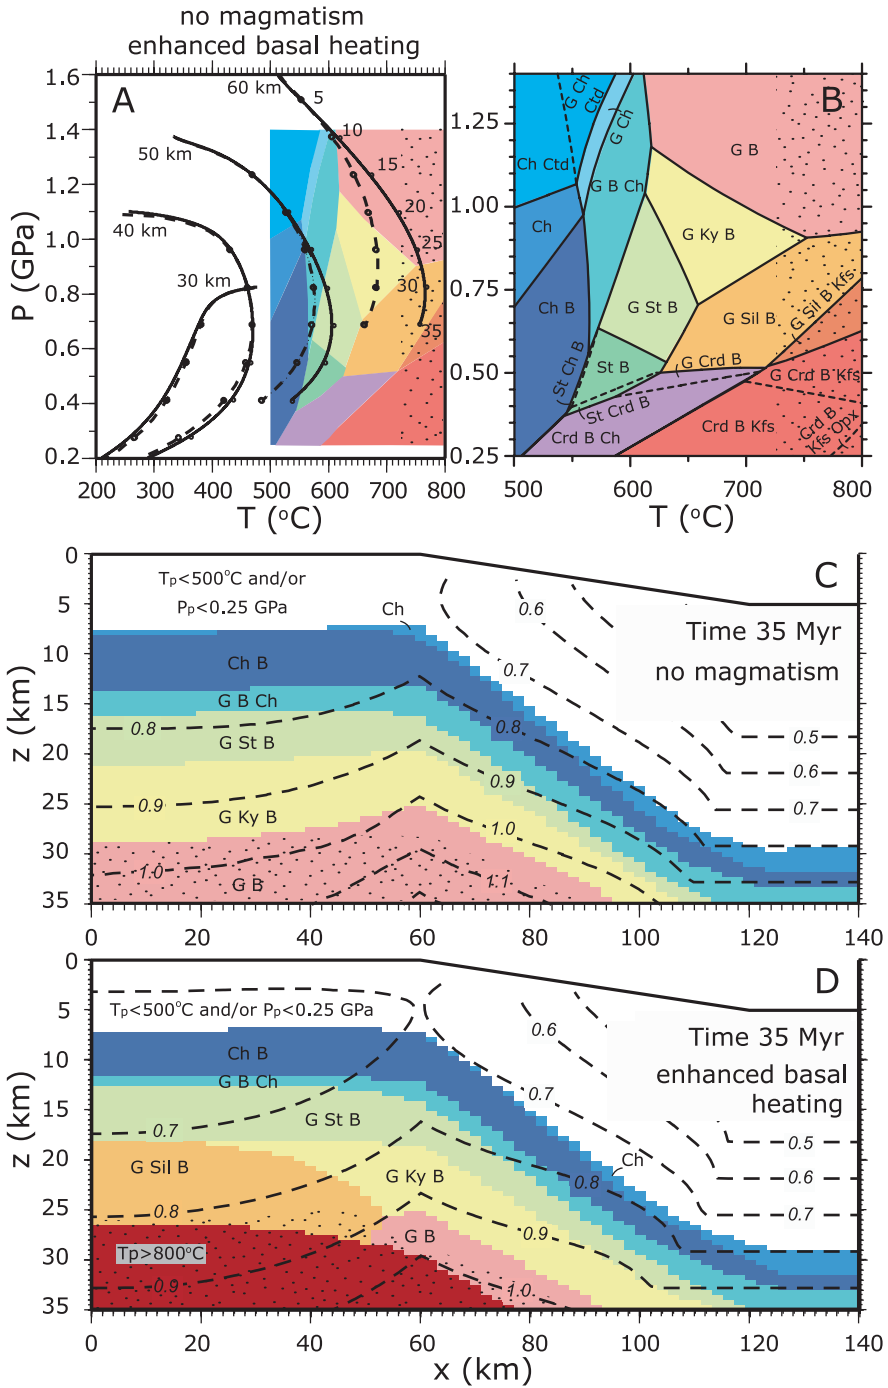 no magmatism
enhanced basal heating
A
60 km
5
10
15
20
25
30
35
50 km
40 km
30 km
P (GPa)
1.6
1.4
1.2
1.0
0.8
0.6
0.4
0.2
200 300 400 500 600 700 800
T (°C)
B
G Ch
Ctd
G Ch
G B
Ch Ctd
G B Ch
Ch
G Ky B
Ch B
G St B
G Sil B
G Sil B Kfs
St Ch B
St B
G Crd B
G Crd B Kfs
St Crd B
Crd B Ch
Crd B Kfs
Crd B
Kfs Opx
1.25
1.00
0.75
0.50
0.25
500 600 700 800
T (°C)
C
Tp<500°C and/or
Pp<0.25 GPa
Ch
0.6
Time 35 Myr
no magmatism
0.7
Ch B
G B Ch
0.8
0.8
0.5
G St B
0.6
0.9
0.9
0.7
G Ky B
1.0
1.0
G B
1.1
z (km)
0
5
10
15
20
25
30
35
0 20 40 60 80 100 120 140
D
Tp<500°C and/or Pp<0.25 GPa
0.6
Time 35 Myr
enhanced basal
heating
Ch B
G B Ch
0.7
G St B
0.7
0.5
G Sil B
G Ky B
Ch
0.8
0.6
0.8
0.7
0.9
G B
Tp>800°C
0.9
1.0
z (km)
0
5
10
15
20
25
30
35
0 20 40 60 80 100 120 140
x (km)